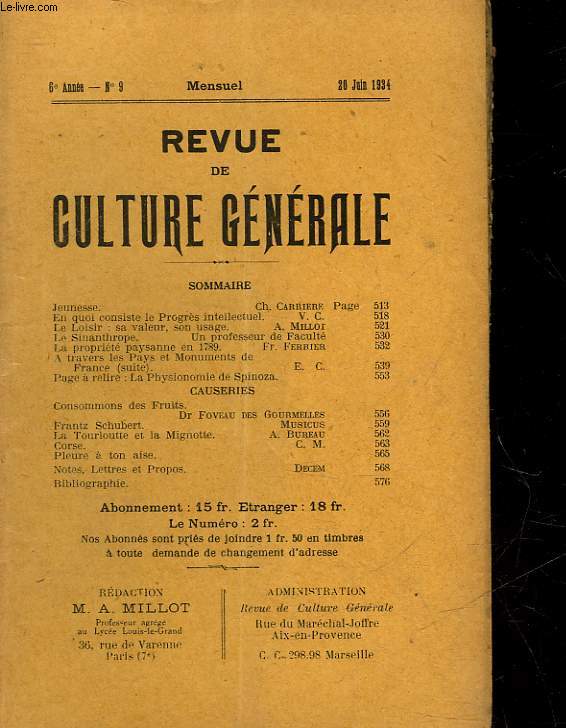 Le-livre.com
6e Année — No 9 Mensuel 20 Juin 1934
REVUE
DE
CULTURE GÉNÉRALE
SOMMAIRE
Jeunesse. Ch. CARRIERE Page 513
En quoi consiste le Progrès intellectuel. V. C. 518
Le Loisir : sa valeur, son usage. A. MILLOT 521
Le Sinanthrope. Un professeur de Faculté 530
La propriété paysanne en 1789. Fr. FERRIER 532
A travers les Pays et Monuments de
France (suite). E. C. 539
Page à relire : La Physionomie de Spinoza. 553
CAUSERIES
Consommons des Fruits.
Dr FOVEAU DES GOURMELLES 556
Frantz Schubert. MUSICUS 559
La Tourloutte et la Mignotte. A. BUREAU 562
Corse. C. M. 563
Pleure à ton aise. 565
Notes, Lettres et Propos. DECEM 568
Bibliographie. 576
Abonnement : 15 fr. Etranger : 18 fr.
Le Numéro : 2 fr.
Nos Abonnés sont priés de joindre 1 fr. 50 en timbres
à toute demande de changement d'adresse
RÉDACTION
M. A. MILLOT
Professeur agrégé
au Lycée Louis-le-Grand
36, rue de Varenne
Paris (7e)
ADMINISTRATION
Revue de Culture Générale
Rue du Maréchal-Joffre
Aix-en-Provence
C. C. 298.98 Marseille